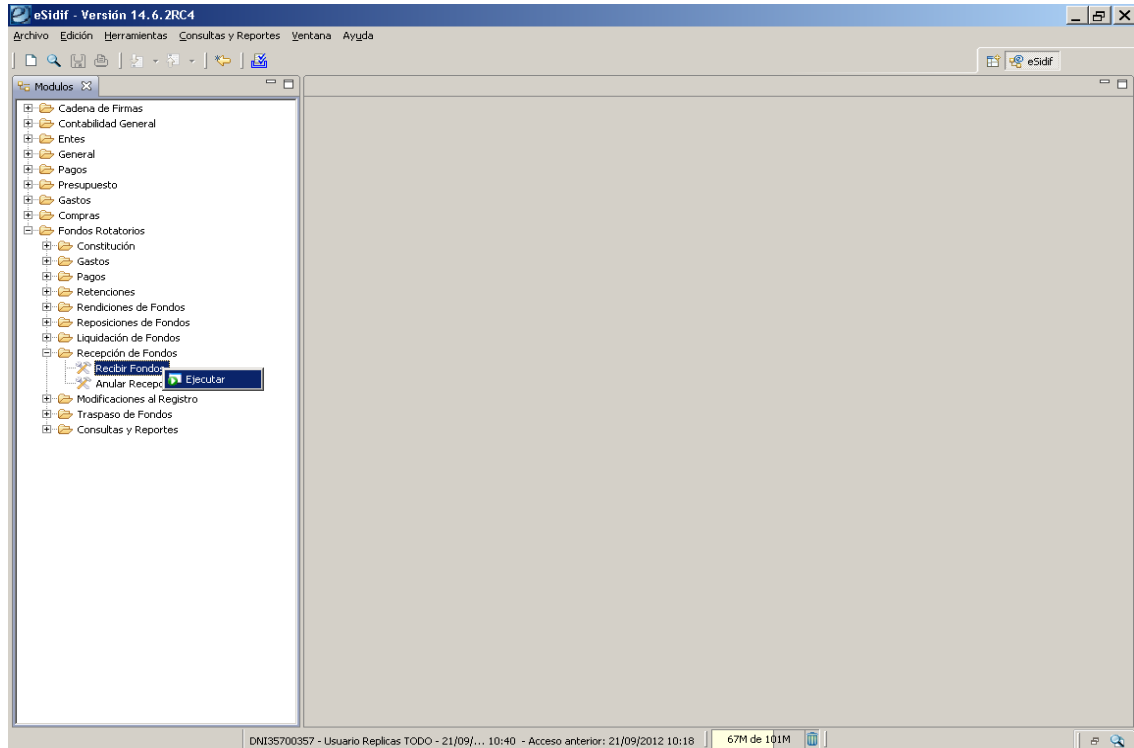 eSidif - Versión 14.6.2RC4
Archivo Edición Herramientas Consultas y Reportes Ventana Ayuda
eSidif
Modulos
Cadena de Firmas
Contabilidad General
Entes
General
Pagos
Presupuesto
Gastos
Compras
Fondos Rotatorios
Constitución
Gastos
Pagos
Retenciones
Rendiciones de Fondos
Reposiciones de Fondos
Liquidación de Fondos
Recepción de Fondos
Recibir Fondos
Ejecutar
Anular Recepc
Modificaciones al Registro
Traspaso de Fondos
Consultas y Reportes
DNI35700357 - Usuario Replicas TODO - 21/09/... 10:40 - Acceso anterior: 21/09/2012 10:18 67M de 101M